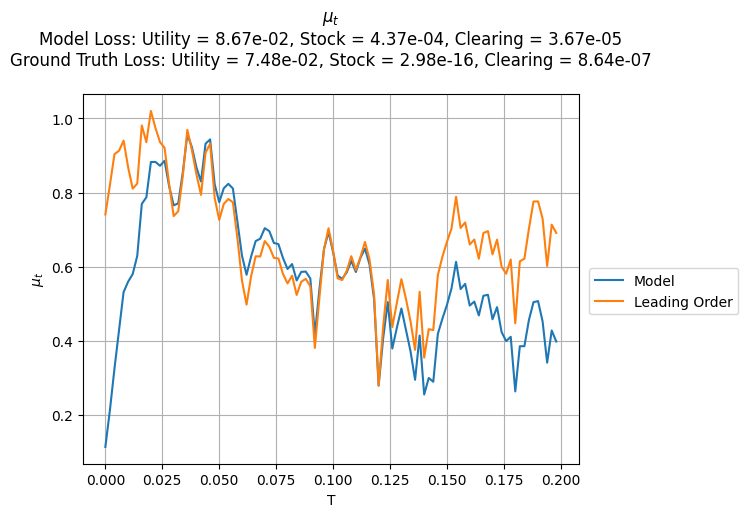 μₜ
Model Loss: Utility = 8.67e-02, Stock = 4.37e-04, Clearing = 3.67e-05
Ground Truth Loss: Utility = 7.48e-02, Stock = 2.98e-16, Clearing = 8.64e-07
μₜ
1.0
0.8
0.6
0.4
0.2
0.000
0.025
0.050
0.075
0.100
0.125
0.150
0.175
0.200
T
Model
Leading Order